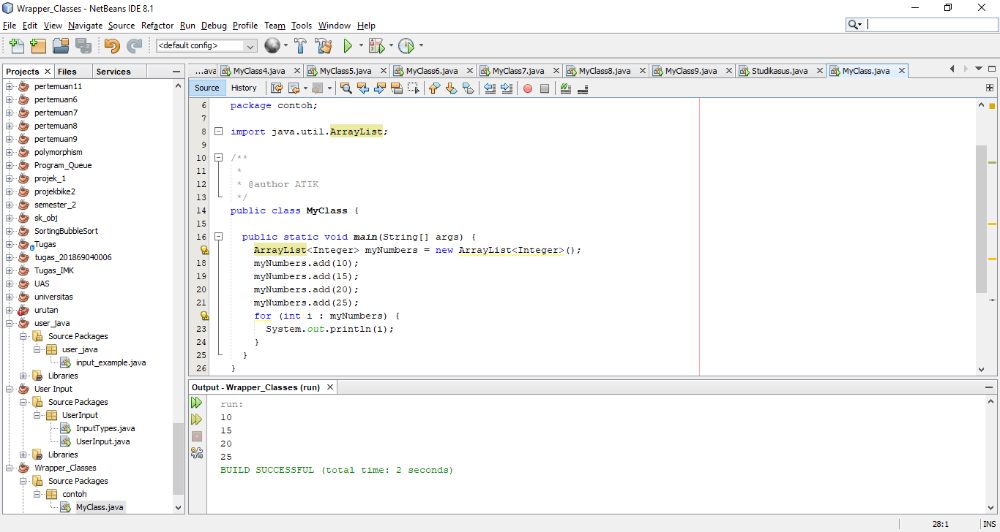 Wrapper_Classes - NetBeans IDE 8.1
File Edit View Navigate Source Refactor Run Debug Profile Team Tools Window Help
<default config>
Projects Files Services
pertemuan11
pertemuan6
pertemuan7
pertemuan8
pertemuan9
polymorphism
Program_Queue
projek_1
projekbike2
semester_2
sk_obj
SortingBubbleSort
Tugas
tugas_201869040006
Tugas_IMK
UAS
universitas
urutan
user_java
Source Packages
user_java
input_example.java
Libraries
User Input
Source Packages
UserInput
InputTypes.java
UserInput.java
Libraries
Wrapper_Classes
Source Packages
contoh
MyClass.java
...ava MyClass4.java MyClass5.java MyClass6.java MyClass7.java MyClass8.java MyClass9.java Studikasus.java MyClass.java
Source History
6 package contoh;
7
8 import java.util.ArrayList;
9
10 /**
11 *
12 * @author ATIK
13 */
14 public class MyClass {
15
16 public static void main(String[] args) {
ArrayList<Integer> myNumbers = new ArrayList<Integer>();
18 myNumbers.add(10);
19 myNumbers.add(15);
20 myNumbers.add(20);
21 myNumbers.add(25);
for (int i : myNumbers) {
23 System.out.println(i);
24 }
25 }
26 }
Output - Wrapper_Classes (run)
run:
10
15
20
25
BUILD SUCCESSFUL (total time: 2 seconds)
28:1 INS